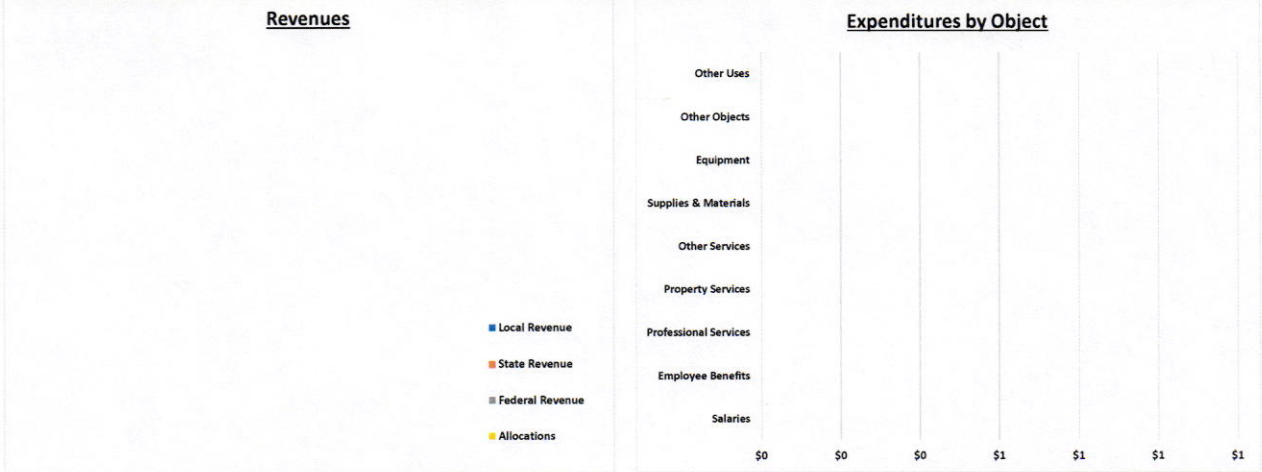 Revenues
Local Revenue
State Revenue
Federal Revenue
Allocations
Expenditures by Object
Other Uses
Other Objects
Equipment
Supplies & Materials
Other Services
Property Services
Professional Services
Employee Benefits
Salaries
$0 $0 $0 $1 $1 $1 $1